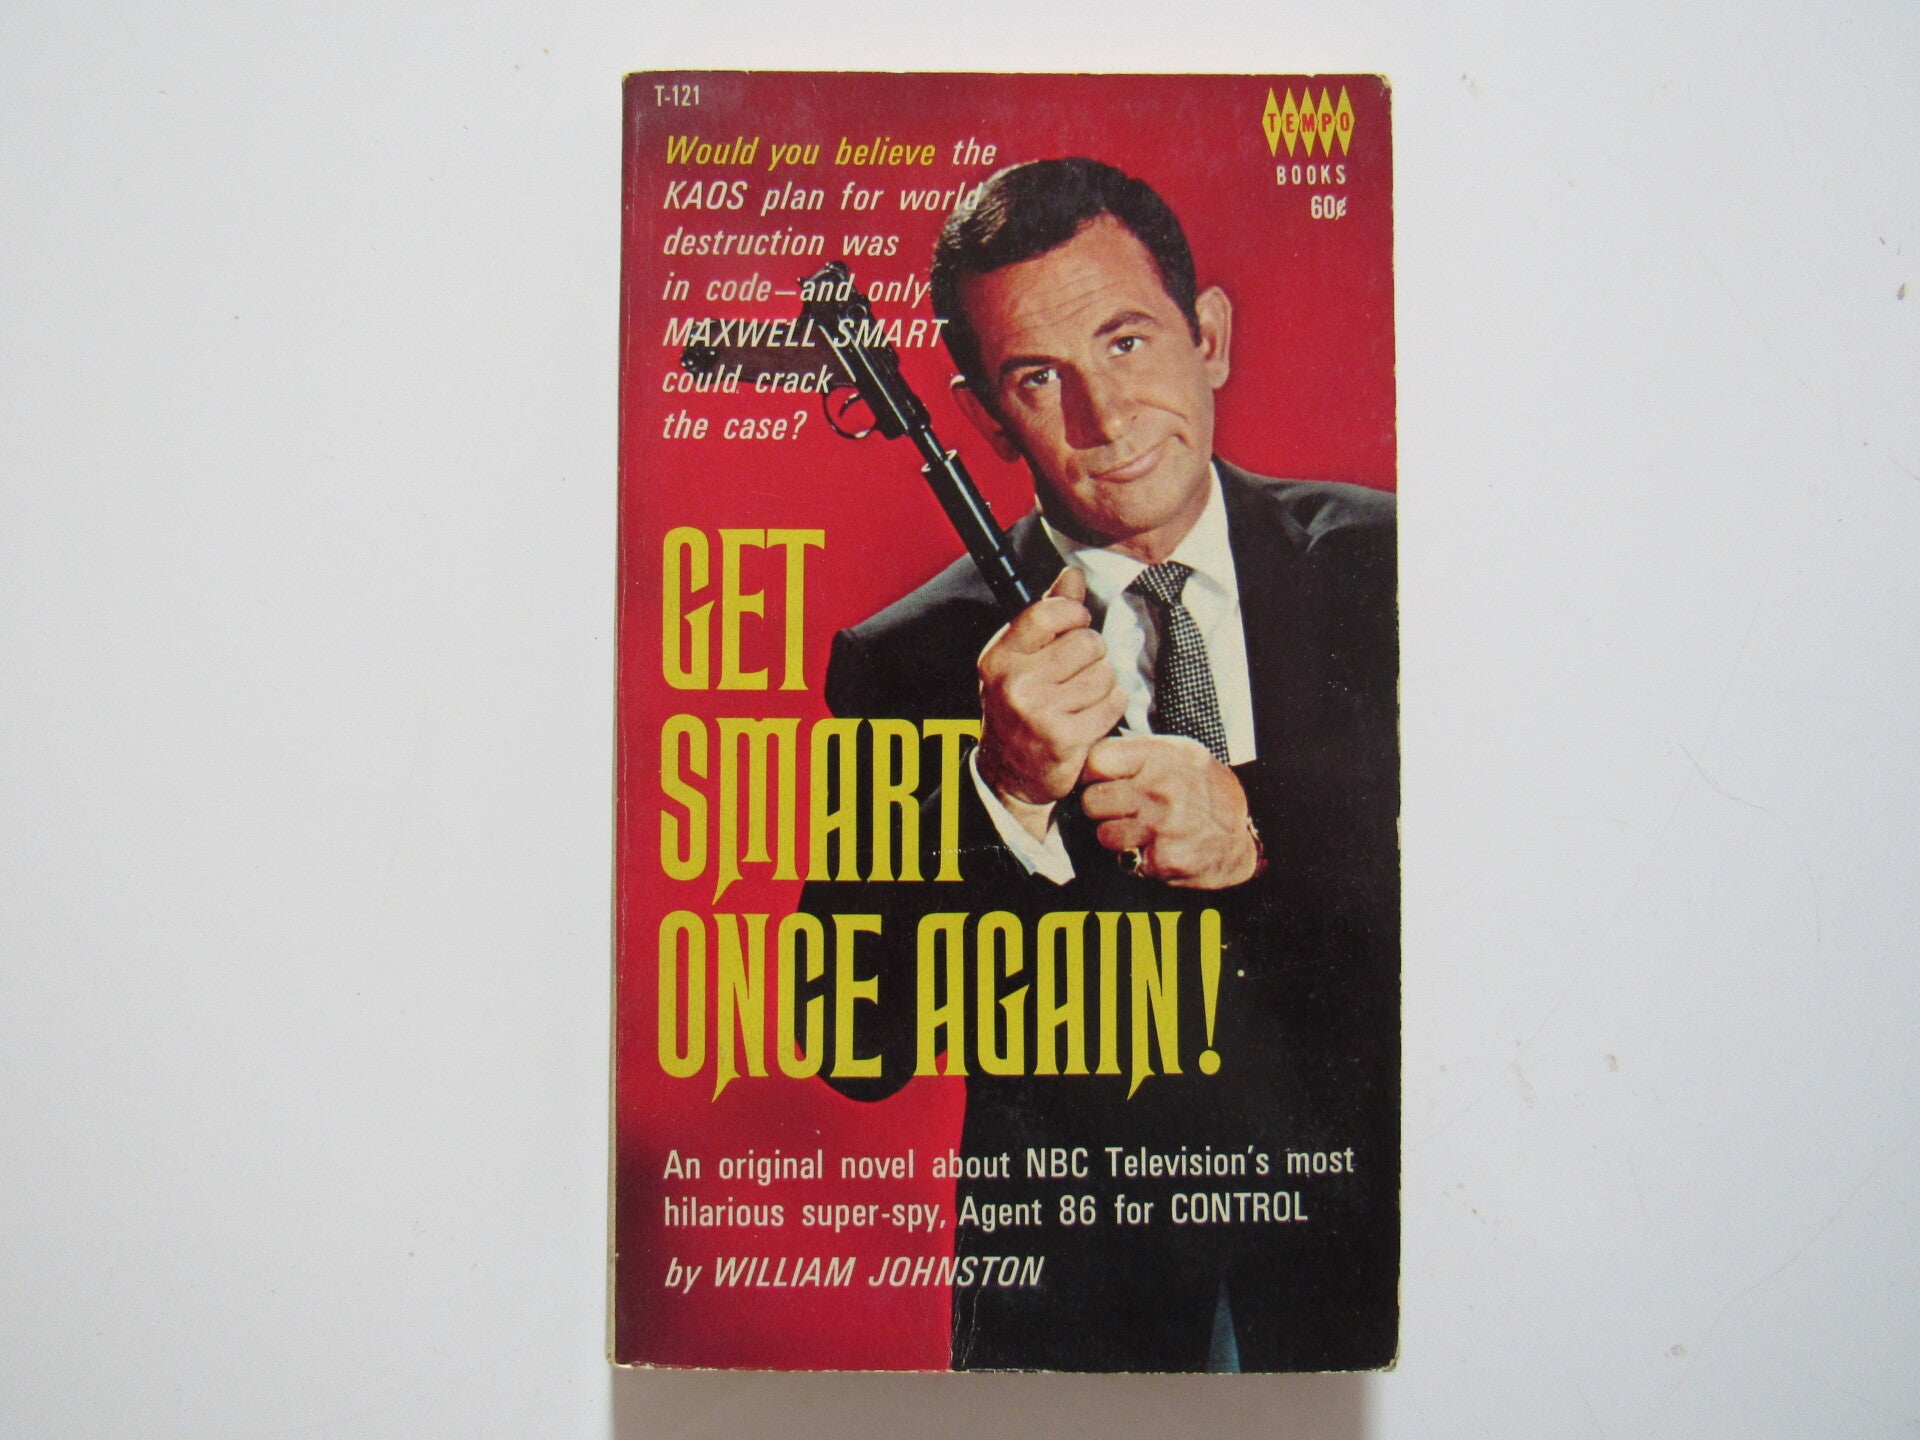 T-121
TEMPO
BOOKS
60¢
Would you believe the
KAOS plan for world
destruction was
in code—and only
MAXWELL SMART
could crack
the case?
GET
SMART
ONCE AGAIN!
An original novel about NBC Television's most
hilarious super-spy, Agent 86 for CONTROL
by WILLIAM JOHNSTON